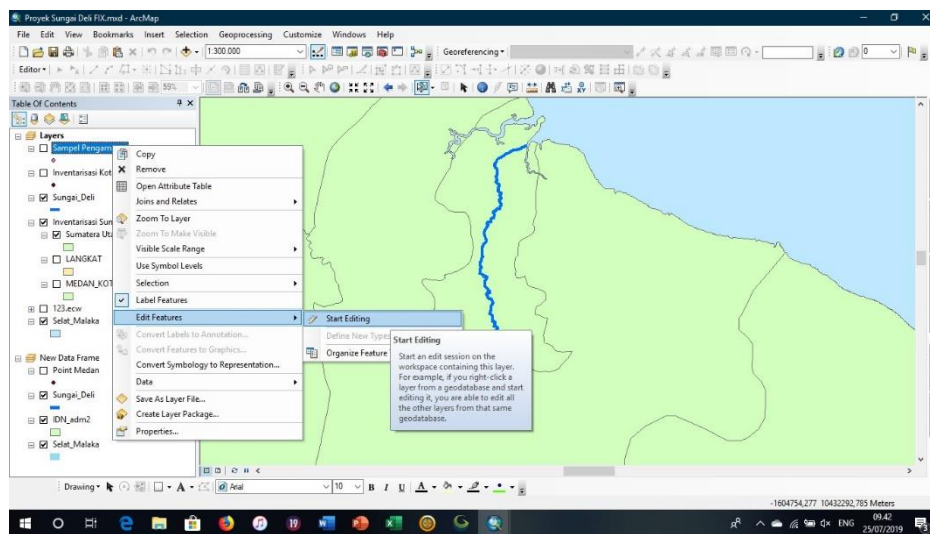 Proyek Sungai Deli FIX.mxd - ArcMap
File Edit View Bookmarks Insert Selection Geoprocessing Customize Windows Help
1:300.000 Georeferencing 0
Editor
55%
Table Of Contents
Layers
Sampel Pengam
Inventarisasi Kot
Sungai_Deli
Inventarisasi Sun
Sumatera Ut
LANGKAT
MEDAN_KOT
123.ecw
Selat_Malaka
New Data Frame
Point Medan
Sungai_Deli
IDN_adm2
Selat_Malaka
Copy
Remove
Open Attribute Table
Joins and Relates
Zoom To Layer
Zoom To Make Visible
Visible Scale Range
Use Symbol Levels
Selection
Label Features
Edit Features
Convert Labels to Annotation...
Convert Features to Graphics...
Convert Symbology to Representation...
Data
Save As Layer File...
Create Layer Package...
Properties...
Start Editing
Define New Types
Organize Feature
Start Editing
Start an edit session on the
workspace containing this layer.
For example, if you right-click a
layer from a geodatabase and start
editing it, you are able to edit all
the other layers from that same
geodatabase.
Drawing A Arial 10 B I U A
-1604754,277 10432292,785 Meters
19 ENG 09.42
25/07/2019